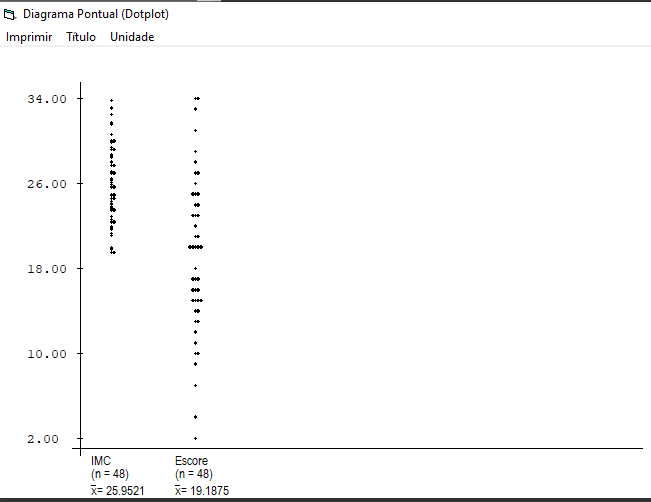 Diagrama Pontual (Dotplot)
Imprimir Título Unidade
34.00
26.00
18.00
10.00
2.00
IMC Escore
(n = 48) (n = 48)
x̅= 25.9521 x̅= 19.1875